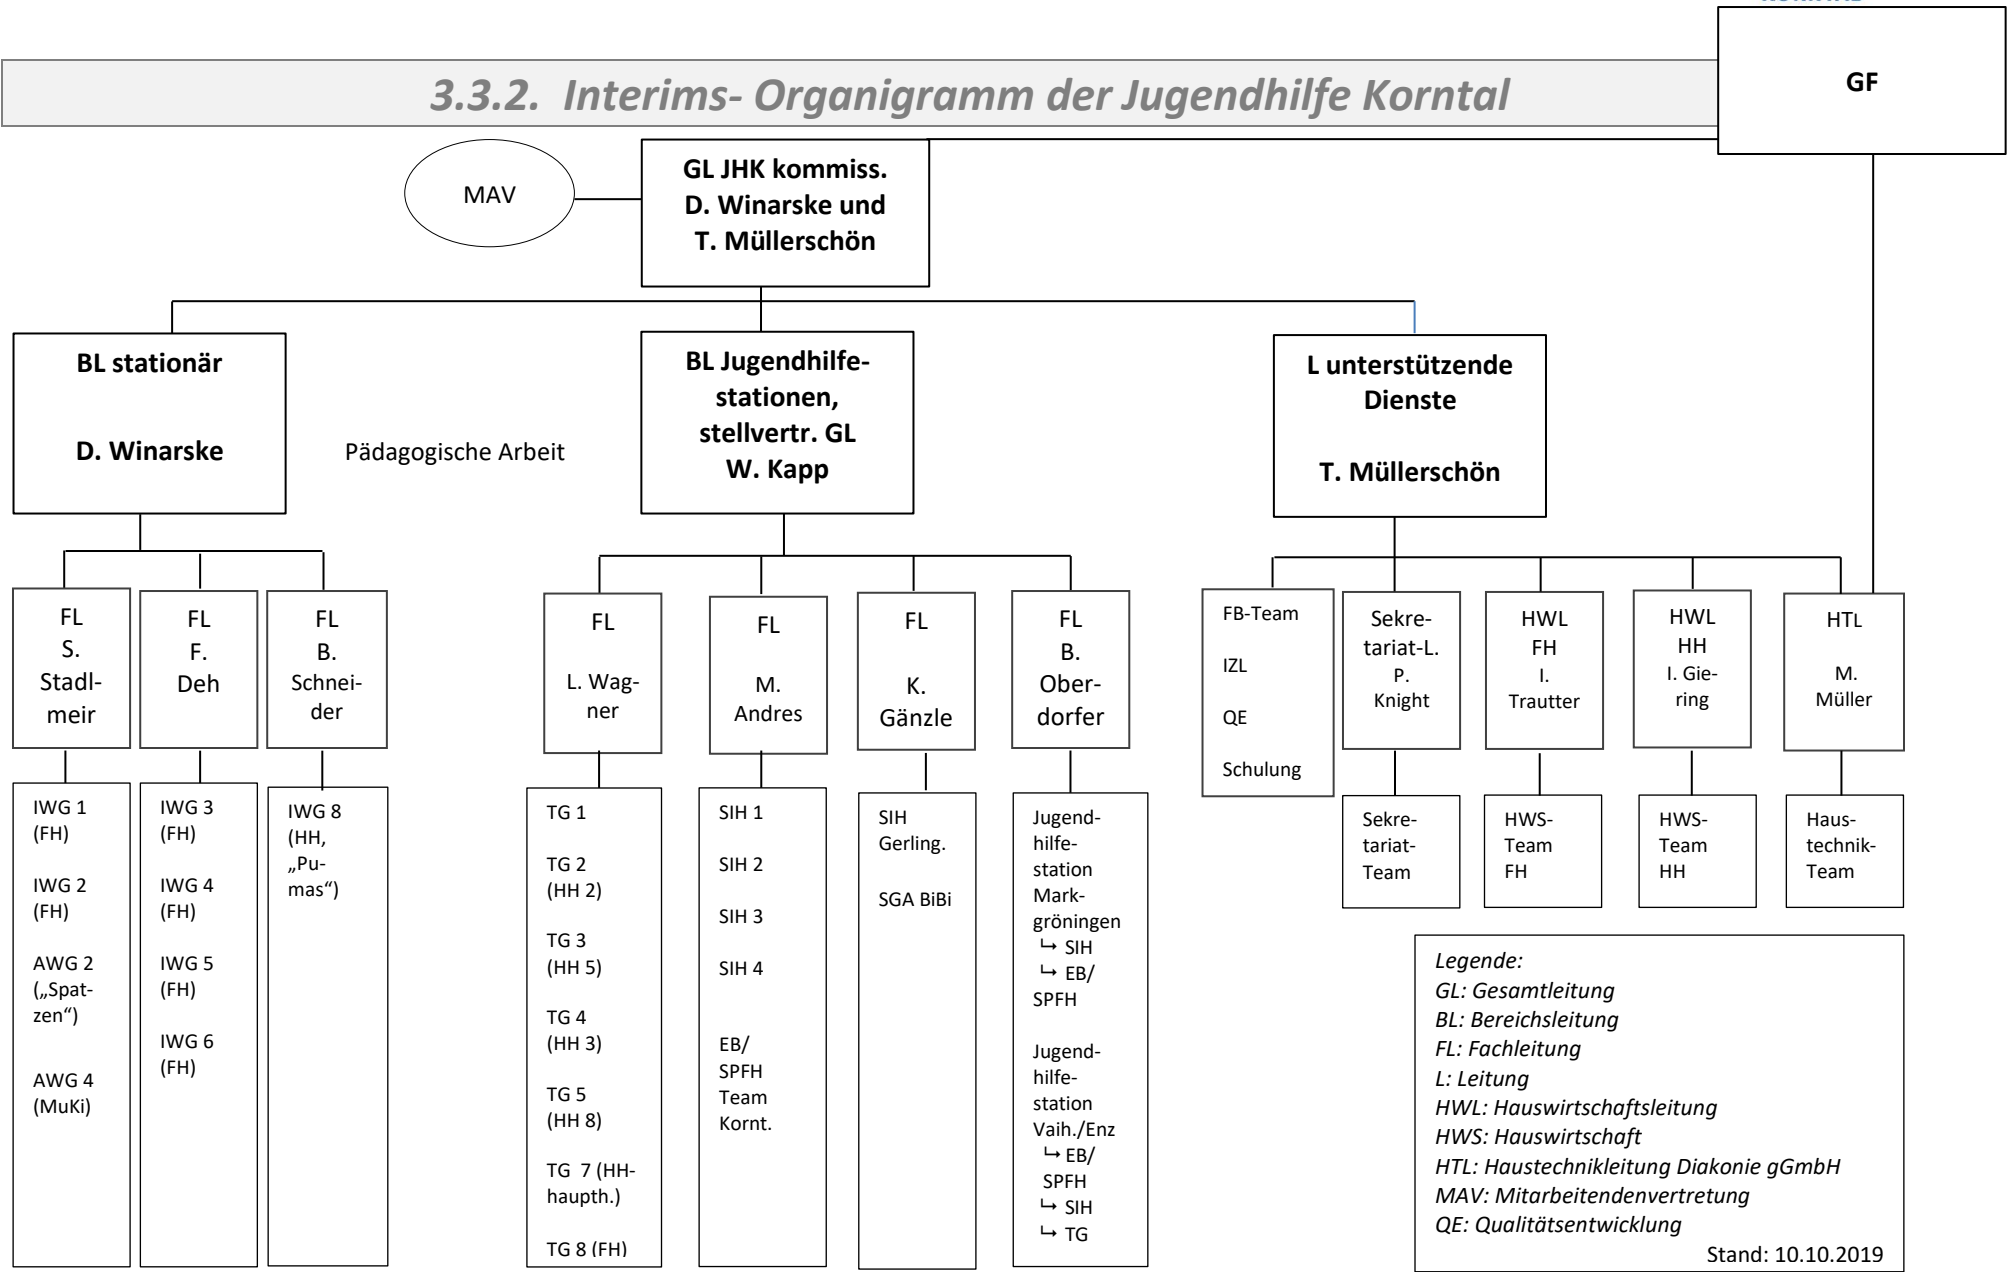 GF
3.3.2. Interims- Organigramm der Jugendhilfe Korntal
MAV
GL JHK kommiss.
D. Winarske und
T. Müllerschön
BL stationär
D. Winarske
Pädagogische Arbeit
BL Jugendhilfe-
stationen,
stellvertr. GL
W. Kapp
L unterstützende
Dienste
T. Müllerschön
FL
S.
Stadl-
meir
FL
F.
Deh
FL
B.
Schnei-
der
FL
L. Wag-
ner
FL
M.
Andres
FL
K.
Gänzle
FL
B.
Ober-
dorfer
FB-Team
IZL
QE
Schulung
Sekre-
tariat-L.
P.
Knight
HWL
FH
I.
Trautter
HWL
HH
I. Gie-
ring
HTL
M.
Müller
IWG 1
(FH)
IWG 2
(FH)
AWG 2
(„Spat-
zen“)
AWG 4
(MuKi)
IWG 3
(FH)
IWG 4
(FH)
IWG 5
(FH)
IWG 6
(FH)
IWG 8
(HH,
„Pu-
mas“)
TG 1
TG 2
(HH 2)
TG 3
(HH 5)
TG 4
(HH 3)
TG 5
(HH 8)
TG 7 (HH-
haupth.)
TG 8 (FH)
SIH 1
SIH 2
SIH 3
SIH 4
EB/
SPFH
Team
Kornt.
SIH
Gerling.
SGA BiBi
Jugend-
hilfe-
station
Mark-
gröningen
↳ SIH
↳ EB/
SPFH
Jugend-
hilfe-
station
Vaih./Enz
↳ EB/
SPFH
↳ SIH
↳ TG
Sekre-
tariat-
Team
HWS-
Team
FH
HWS-
Team
HH
Haus-
technik-
Team
Legende:
GL: Gesamtleitung
BL: Bereichsleitung
FL: Fachleitung
L: Leitung
HWL: Hauswirtschaftsleitung
HWS: Hauswirtschaft
HTL: Haustechnikleitung Diakonie gGmbH
MAV: Mitarbeitendenvertretung
QE: Qualitätsentwicklung
Stand: 10.10.2019